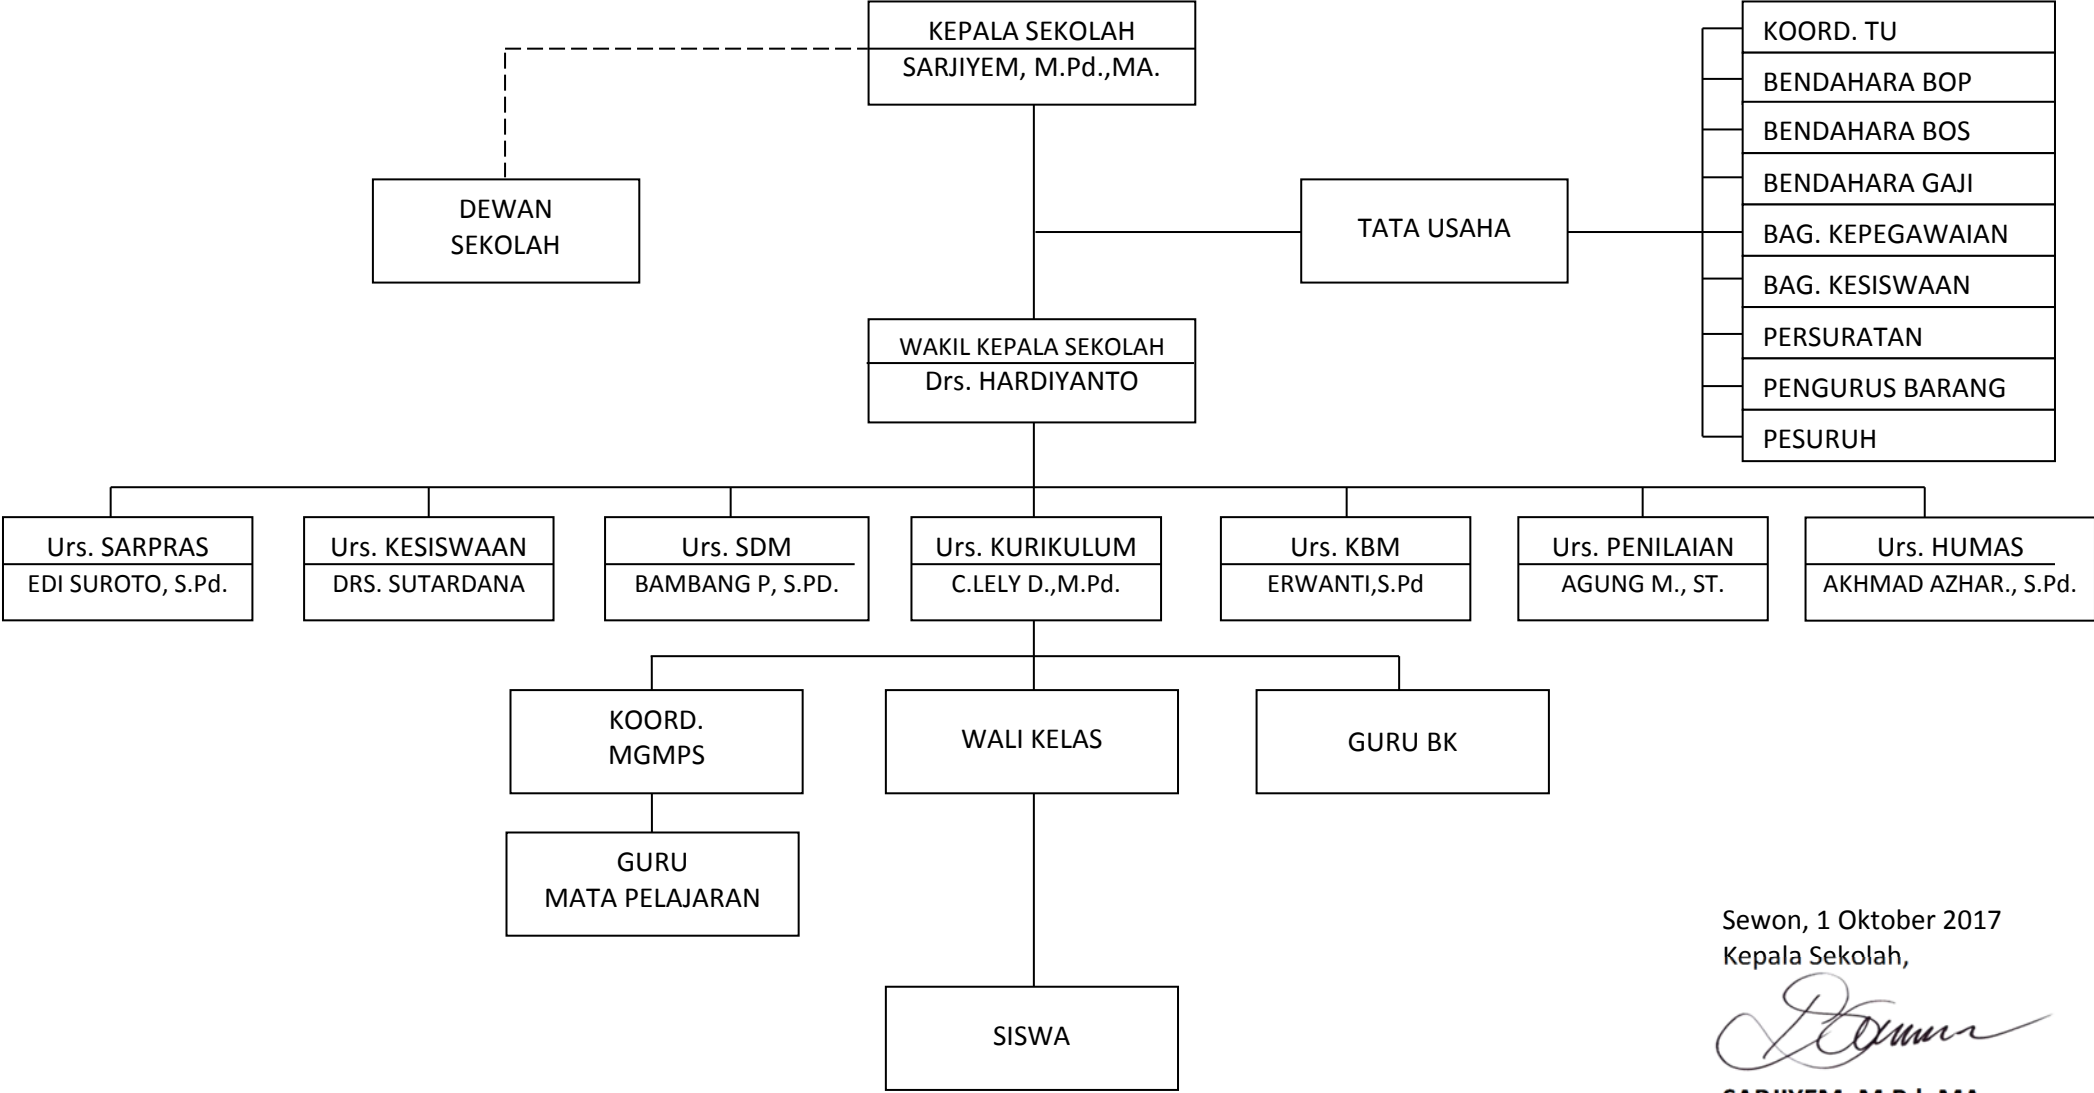 KEPALA SEKOLAH
SARJIYEM, M.Pd.,MA.
DEWAN
SEKOLAH
TATA USAHA
KOORD. TU
BENDAHARA BOP
BENDAHARA BOS
BENDAHARA GAJI
BAG. KEPEGAWAIAN
BAG. KESISWAAN
PERSURATAN
PENGURUS BARANG
PESURUH
WAKIL KEPALA SEKOLAH
Drs. HARDIYANTO
Urs. SARPRAS
EDI SUROTO, S.Pd.
Urs. KESISWAAN
DRS. SUTARDANA
Urs. SDM
BAMBANG P, S.PD.
Urs. KURIKULUM
C.LELY D.,M.Pd.
Urs. KBM
ERWANTI,S.Pd
Urs. PENILAIAN
AGUNG M., ST.
Urs. HUMAS
AKHMAD AZHAR., S.Pd.
KOORD.
MGMPS
WALI KELAS
GURU BK
GURU
MATA PELAJARAN
SISWA
Sewon, 1 Oktober 2017
Kepala Sekolah,